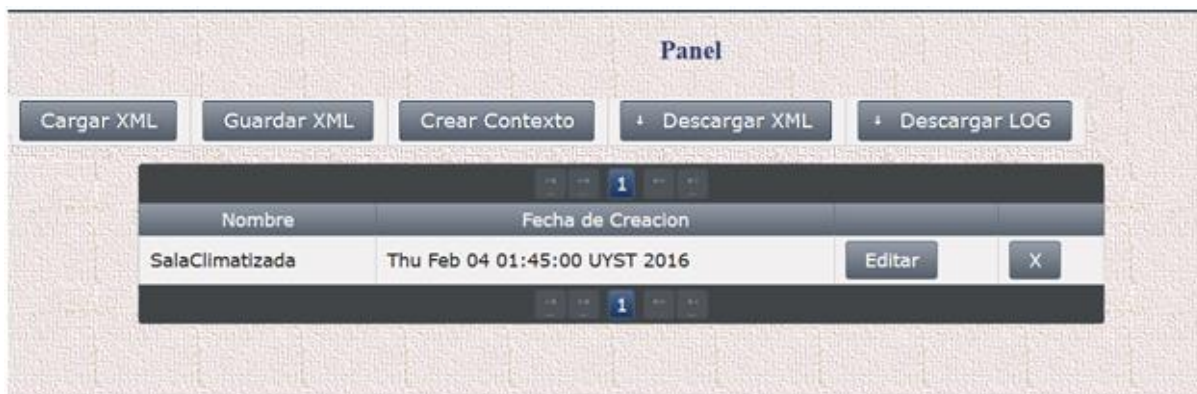 Panel
Cargar XML Guardar XML Crear Contexto Descargar XML Descargar LOG
1
Nombre Fecha de Creacion
SalaClimatizada Thu Feb 04 01:45:00 UYST 2016 Editar X
1